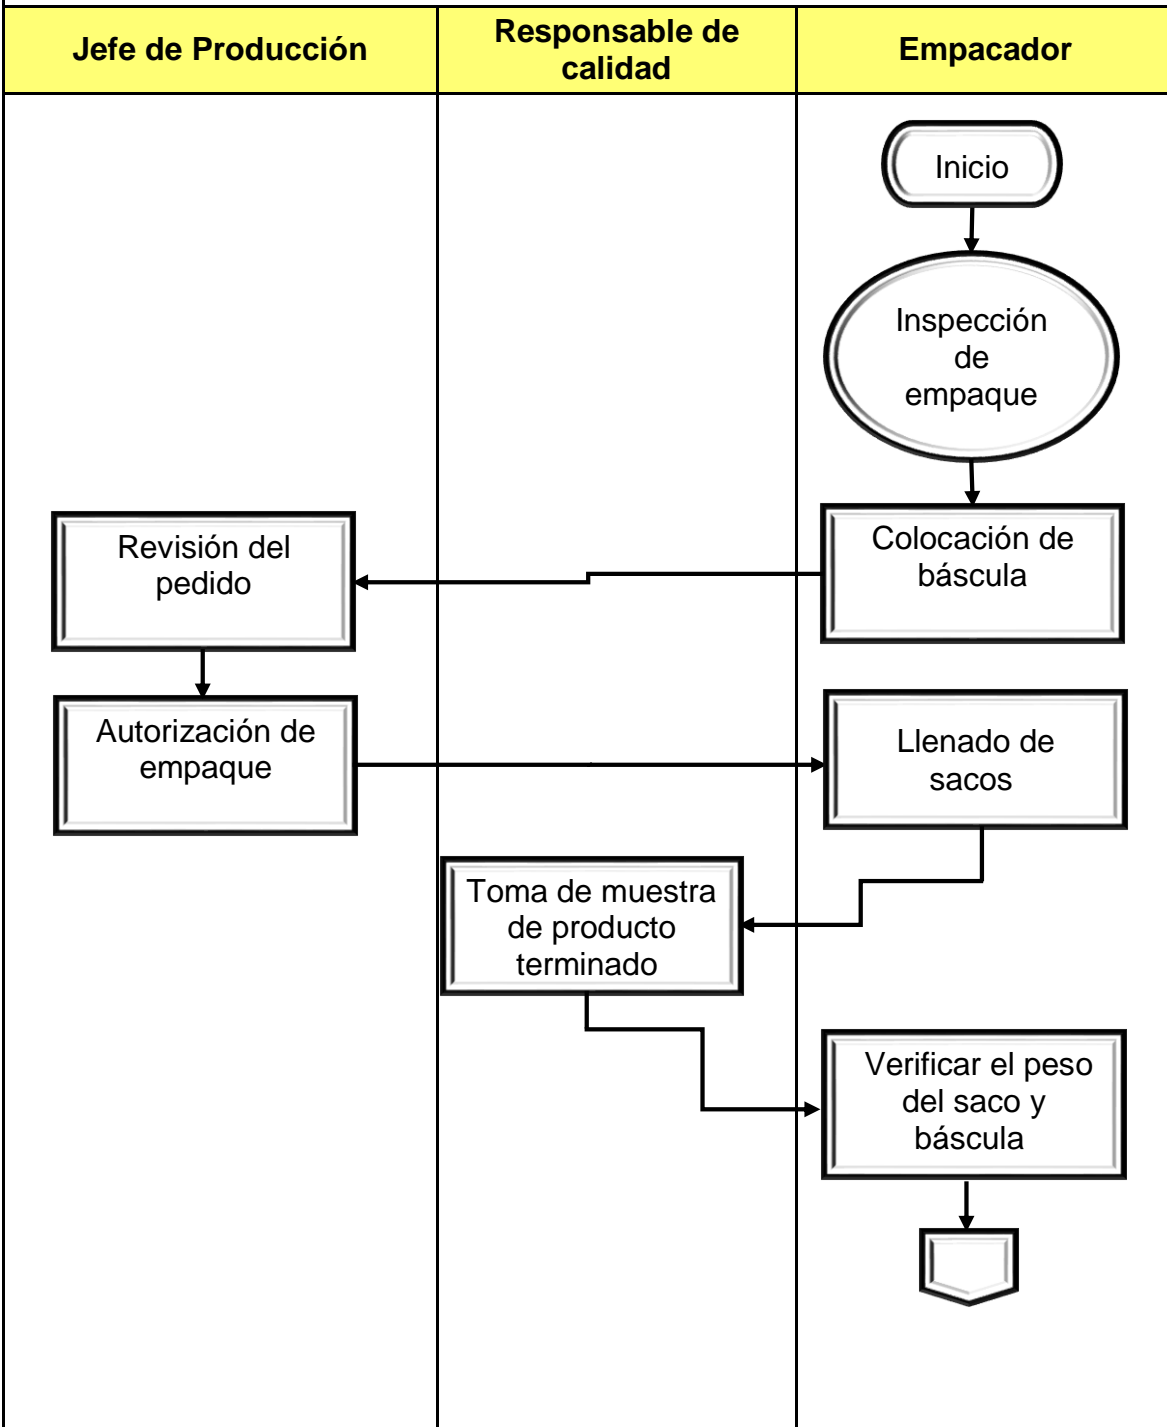 Jefe de Producción
Responsable de
calidad
Empacador
Inicio
Inspección
de
empaque
Colocación de
báscula
Revisión del
pedido
Autorización de
empaque
Llenado de
sacos
Toma de muestra
de producto
terminado
Verificar el peso
del saco y
báscula